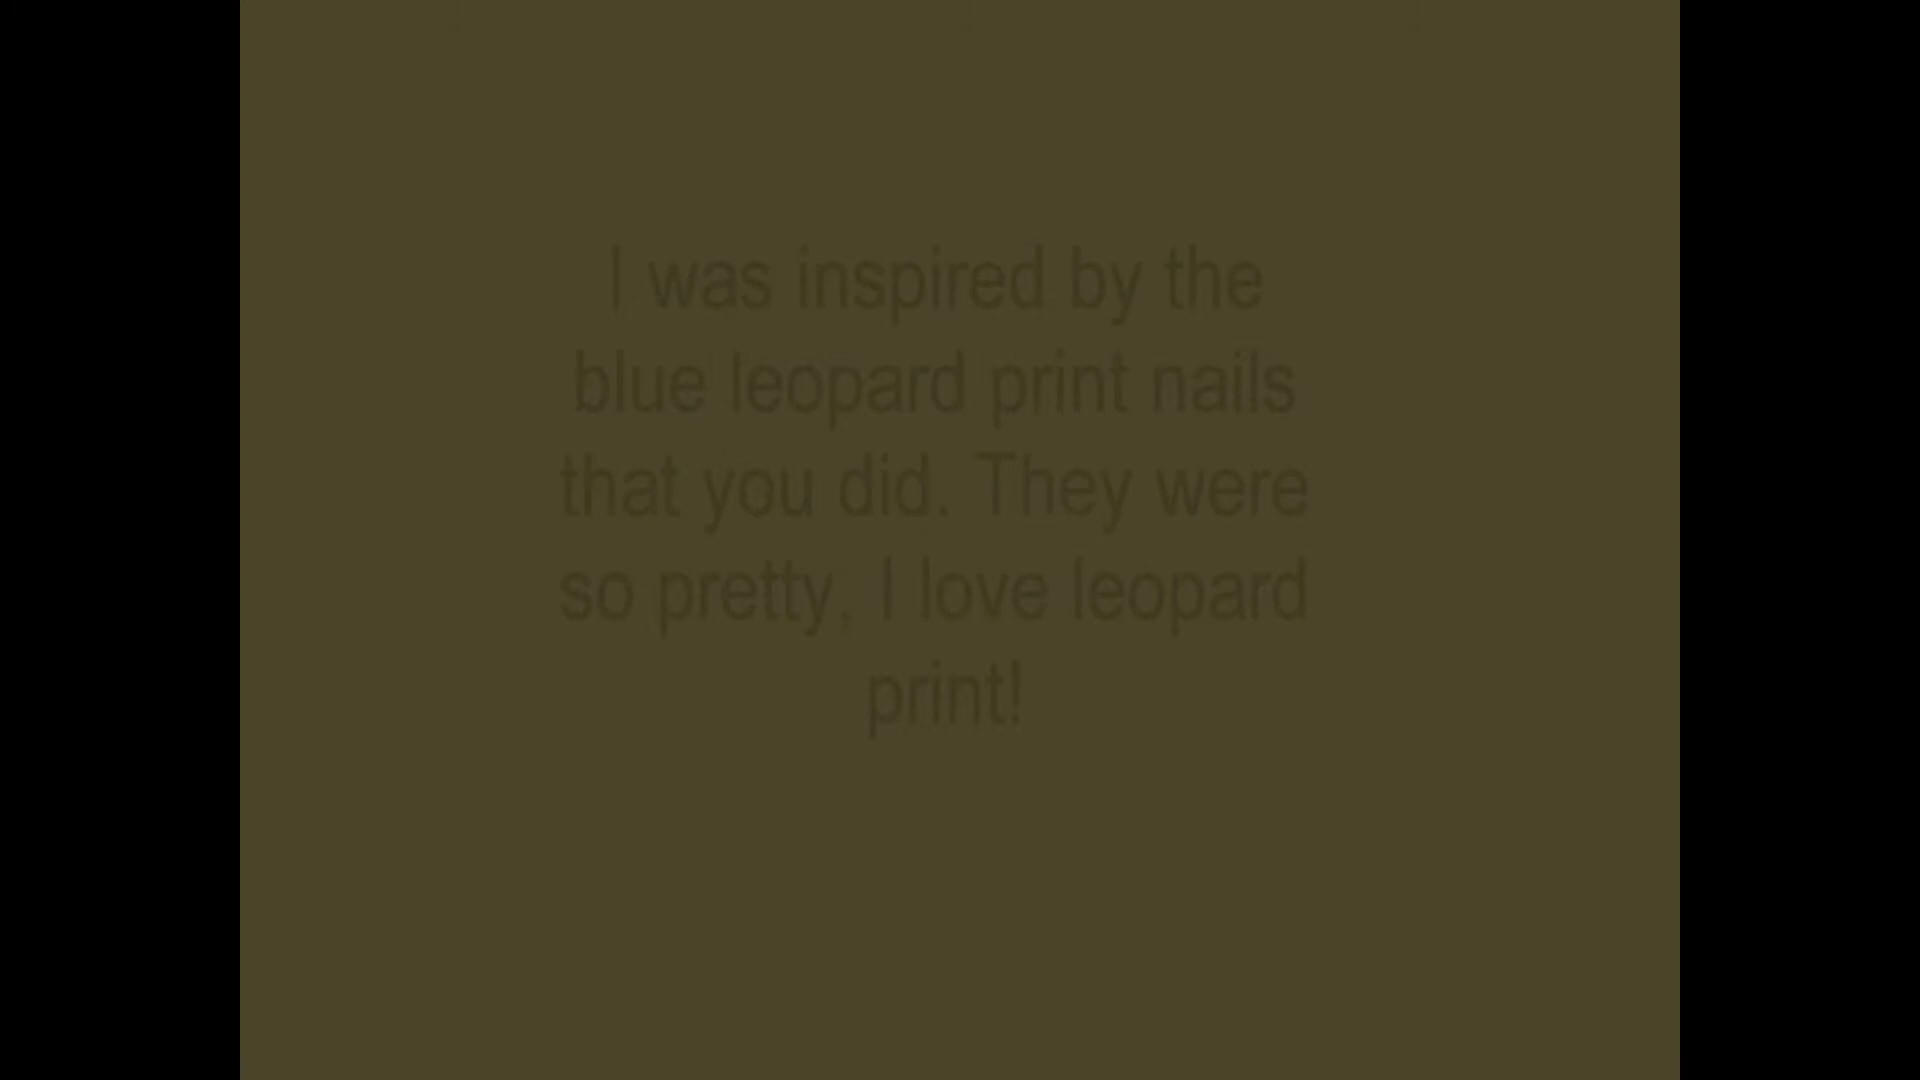 I was inspired by the
blue leopard print nails
that you did. They were
so pretty, I love leopard
print!